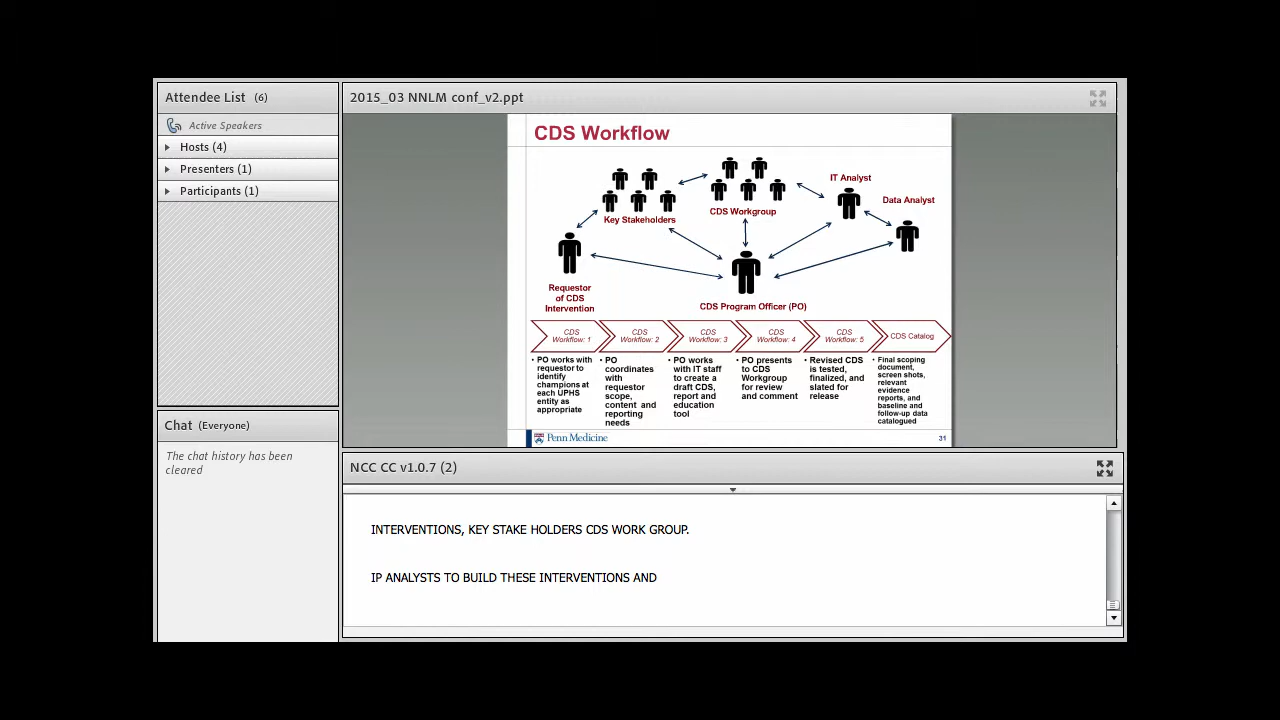 Attendee List (6)
Active Speakers
Hosts (4)
Presenters (1)
Participants (1)
Chat (Everyone)
The chat history has been
cleared
2015_03 NNLM conf_v2.ppt
CDS Workflow
Key Stakeholders
CDS Workgroup
IT Analyst
Data Analyst
Requestor
of CDS
Intervention
CDS Program Officer (PO)
CDS
Workflow: 1
CDS
Workflow: 2
CDS
Workflow: 3
CDS
Workflow: 4
CDS
Workflow: 5
CDS Catalog
• PO works with
requestor to
identify
champions at
each UPHS
entity as
appropriate
• PO
coordinates
with
requestor
scope,
content and
reporting
needs
• PO works
with IT staff
to create a
draft CDS,
report and
education
tool
• PO presents
to CDS
Workgroup
for review
and comment
• Revised CDS
is tested,
finalized, and
slated for
release
• Final scoping
document,
screen shots,
relevant
evidence
reports, and
baseline and
follow-up data
catalogued
Penn Medicine
31
NCC CC v1.0.7 (2)
INTERVENTIONS, KEY STAKE HOLDERS CDS WORK GROUP.
IP ANALYSTS TO BUILD THESE INTERVENTIONS AND